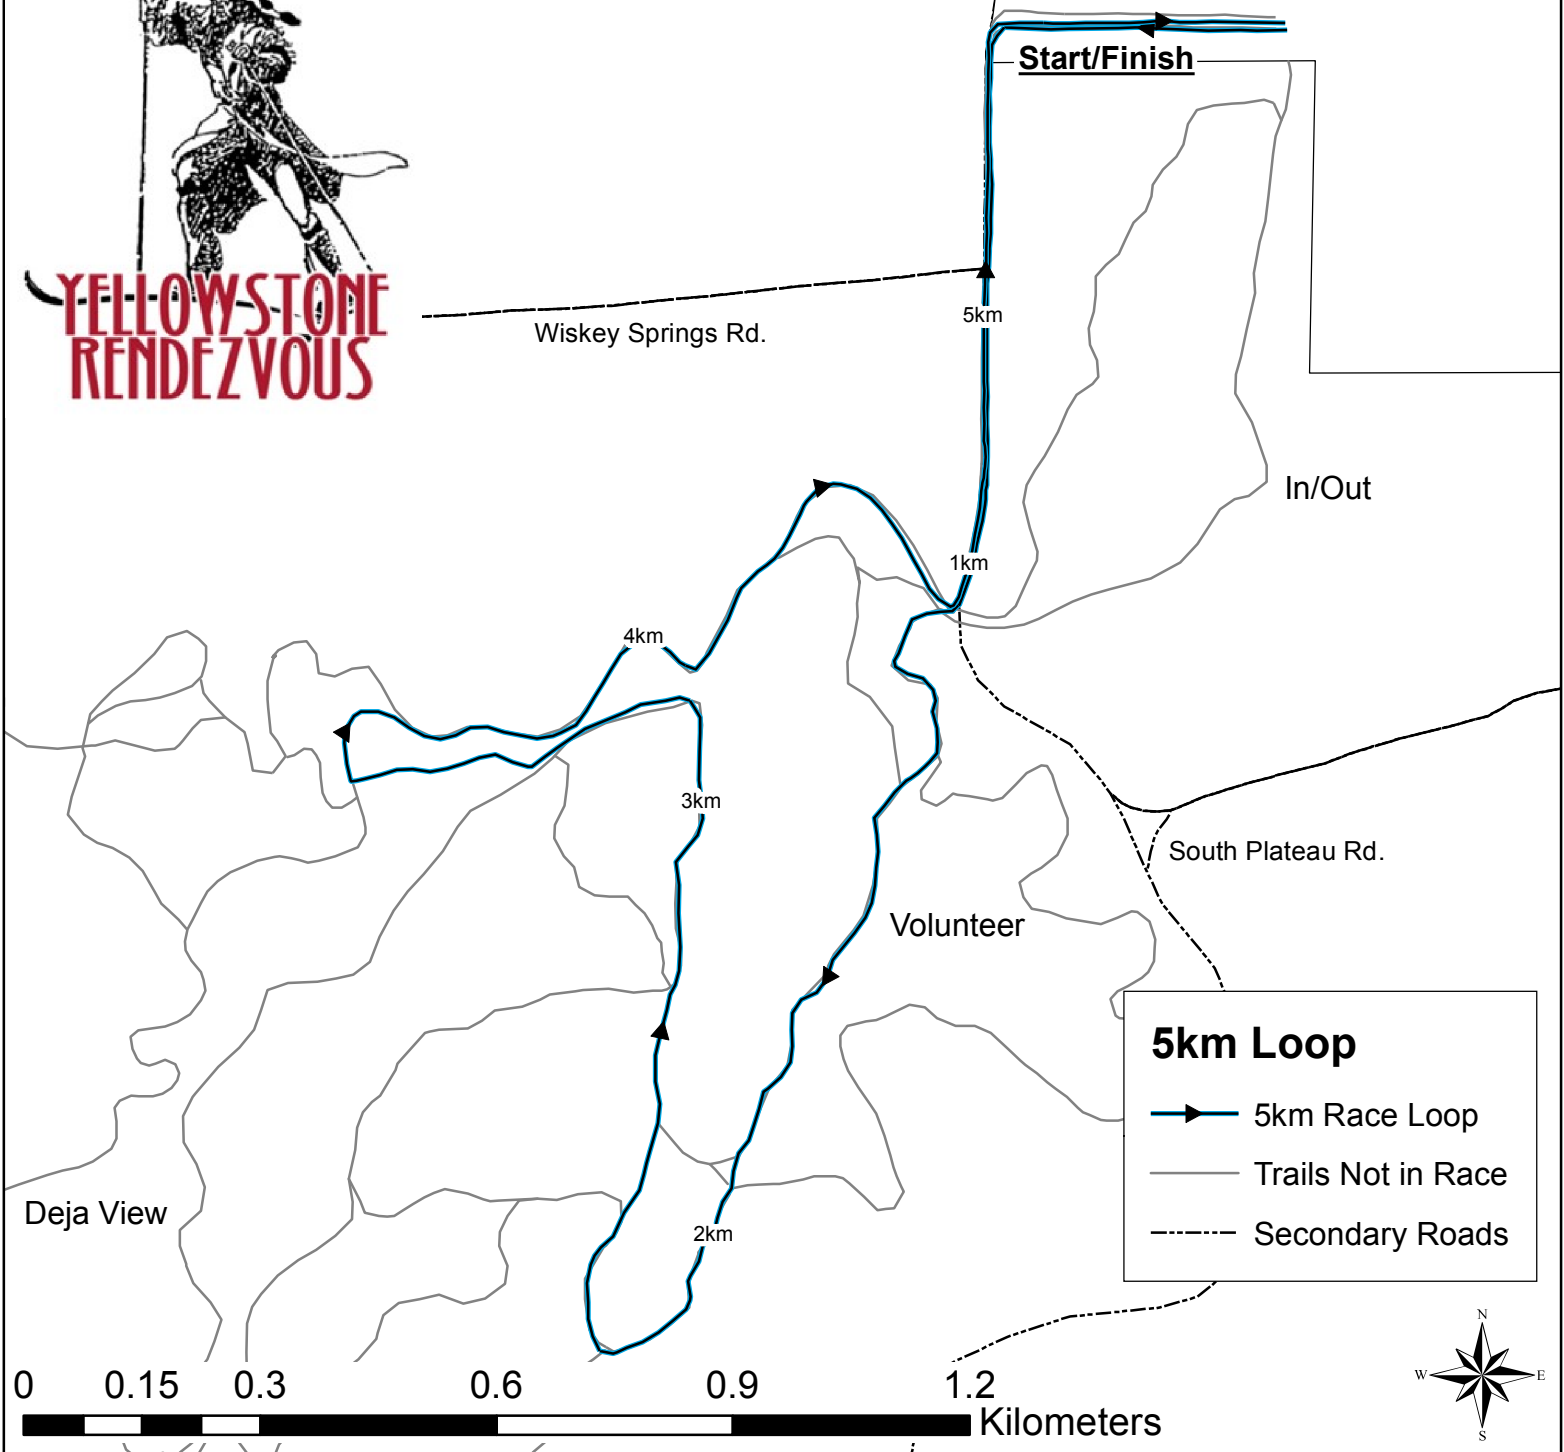 Start/Finish
YELLOWSTONE
RENDEZVOUS
Wiskey Springs Rd.
5km
In/Out
1km
4km
3km
South Plateau Rd.
Volunteer
5km Loop
5km Race Loop
Trails Not in Race
Secondary Roads
Deja View
2km
N
W E
S
0 0.15 0.3 0.6 0.9 1.2
Kilometers